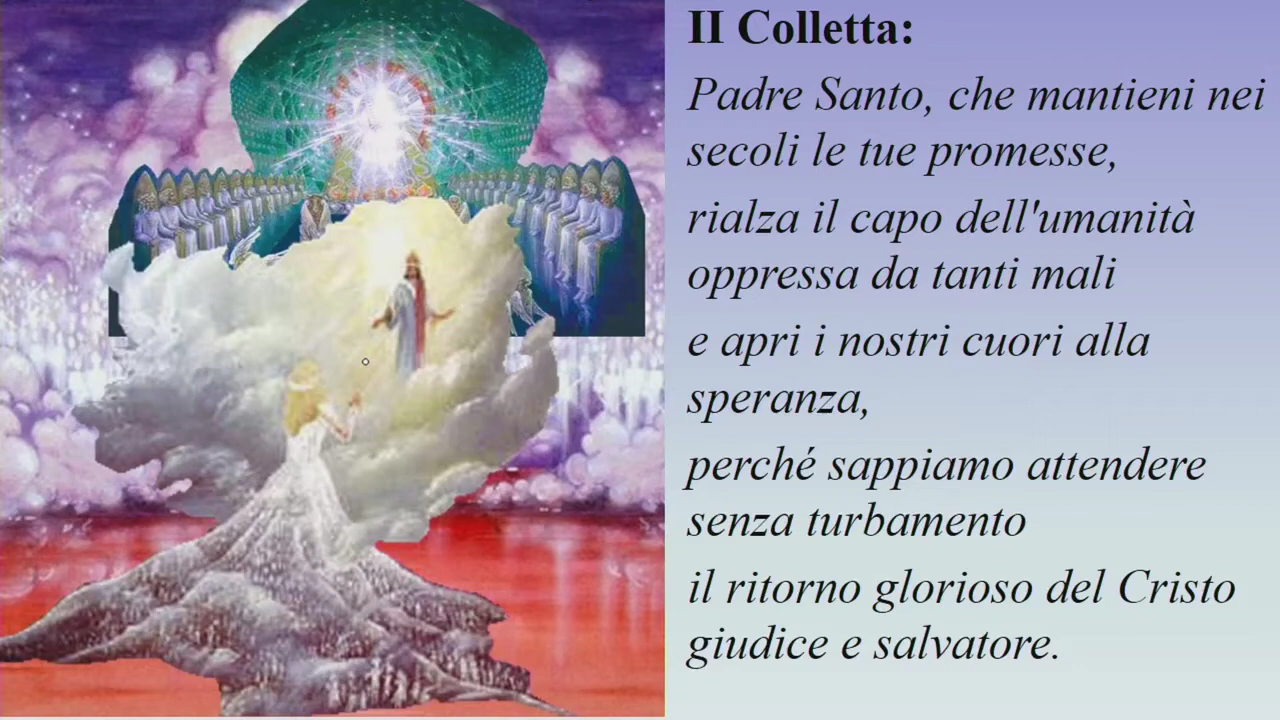 II Colletta:
Padre Santo, che mantieni nei
secoli le tue promesse,
rialza il capo dell'umanità
oppressa da tanti mali
e apri i nostri cuori alla
speranza,
perché sappiamo attendere
senza turbamento
il ritorno glorioso del Cristo
giudice e salvatore.